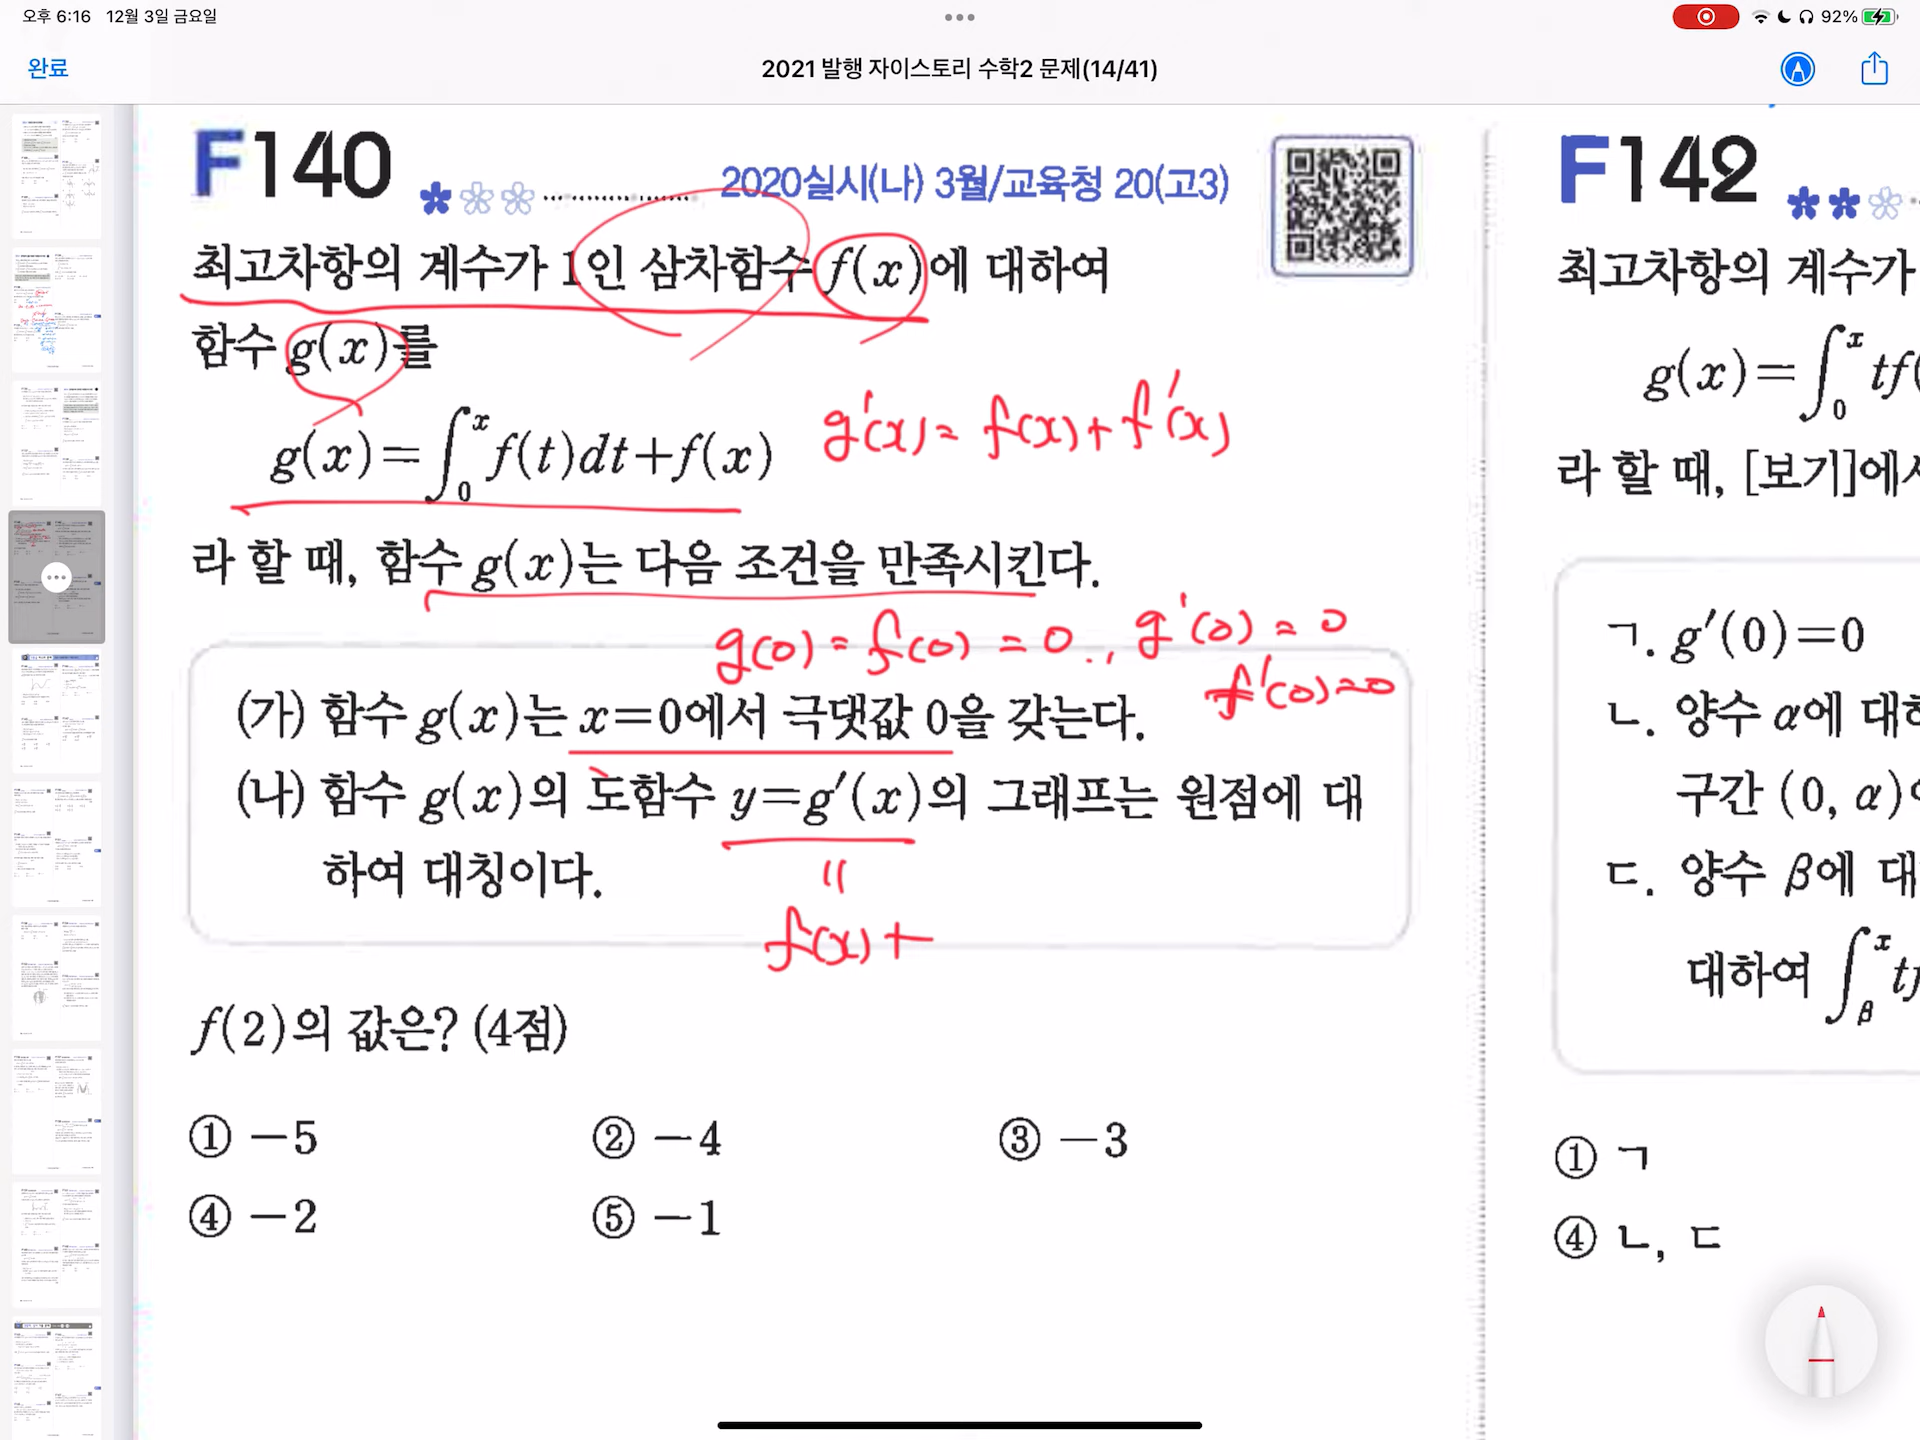 오후 6:16 12월 3일 금요일
92%
완료
2021 발행 자이스토리 수학2 문제(14/41)
F140
2020실시(나) 3월/교육청 20(고3)
최고차항의 계수가 1인 삼차함수 f(x)에 대하여
함수 g(x)를
g(x)=∫₀ˣ f(t)dt+f(x)
g'(x)= f(x)+f'(x)
라 할 때, 함수 g(x)는 다음 조건을 만족시킨다.
g(0)=f(0)=0.., g'(0)=0
f'(0)=0
(가) 함수 g(x)는 x=0에서 극댓값 0을 갖는다.
(나) 함수 g(x)의 도함수 y=g′(x)의 그래프는 원점에 대
하여 대칭이다.
=
f(x)+
f(2)의 값은? (4점)
① −5 ② −4 ③ −3
④ −2 ⑤ −1
F142
최고차항의 계수가
g(x)=∫₀ˣ tf(
라 할 때, [보기]에서
ㄱ. g′(0)=0
ㄴ. 양수 α에 대하
구간 (0, α)
ㄷ. 양수 β에 대
대하여 ∫ᵦˣ tf
① ㄱ
④ ㄴ, ㄷ